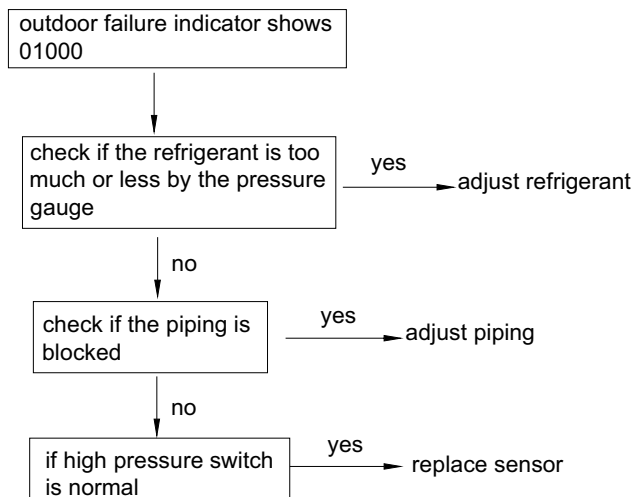 outdoor failure indicator shows
01000
check if the refrigerant is too
much or less by the pressure
gauge
yes
adjust refrigerant
no
check if the piping is
blocked
yes
adjust piping
no
if high pressure switch
is normal
yes
replace sensor